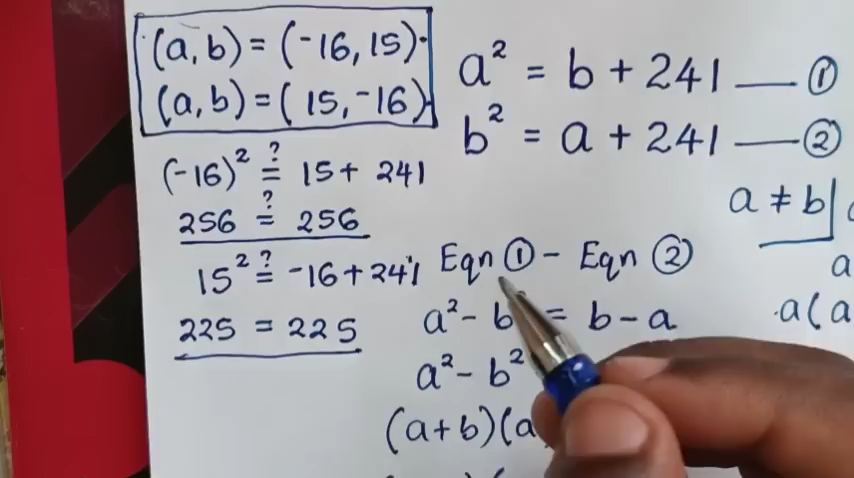 (a, b) = (-16, 15)
(a, b) = (15, -16)
(-16)² ≟ 15 + 241
256 ≟ 256
15² ≟ -16 + 241
225 = 225
a² = b + 241 — ①
b² = a + 241 — ②
a ≠ b
Eqn ① - Eqn ②
a² - b = b - a
a² - b²
(a+b)(a
a
a(a